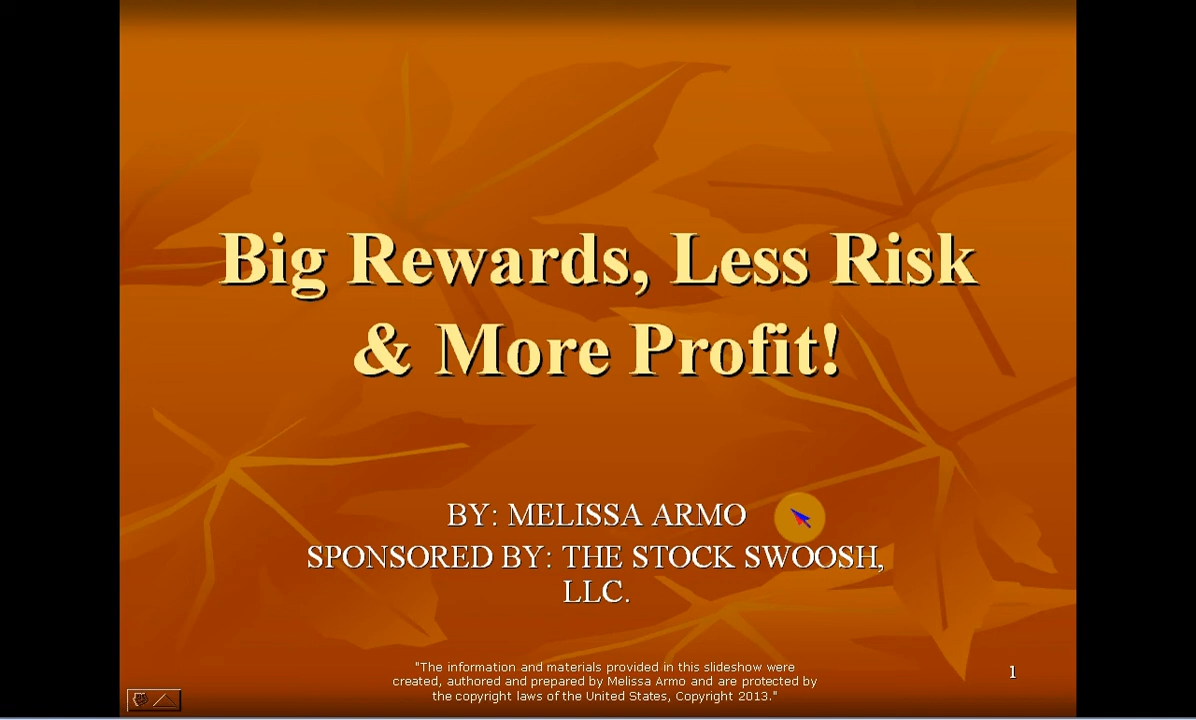 Big Rewards, Less Risk
& More Profit!
BY: MELISSA ARMO
SPONSORED BY: THE STOCK SWOOSH,
LLC.
"The information and materials provided in this slideshow were
created, authored and prepared by Melissa Armo and are protected by
the copyright laws of the United States, Copyright 2013."
1